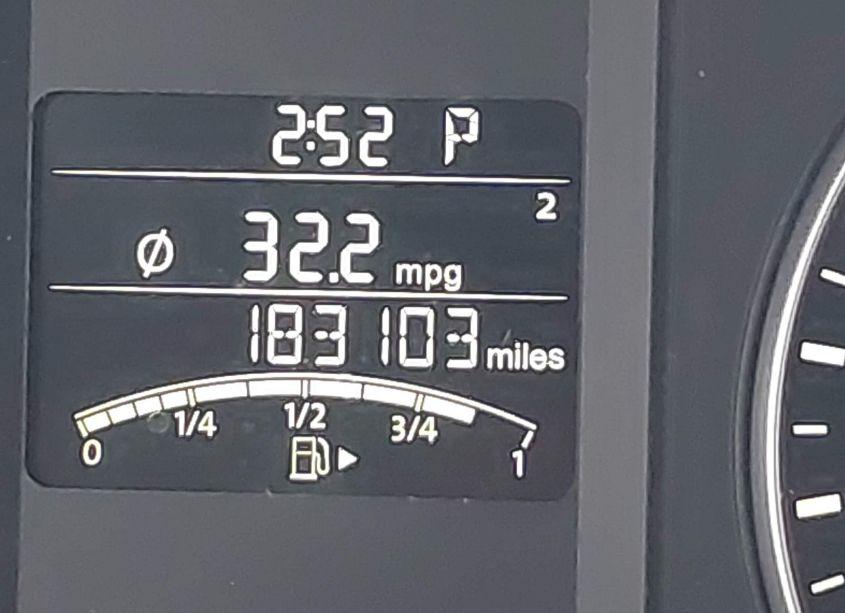 2:52 P
2
Ø 32.2 mpg
183103 miles
0 1/4 1/2 3/4 1